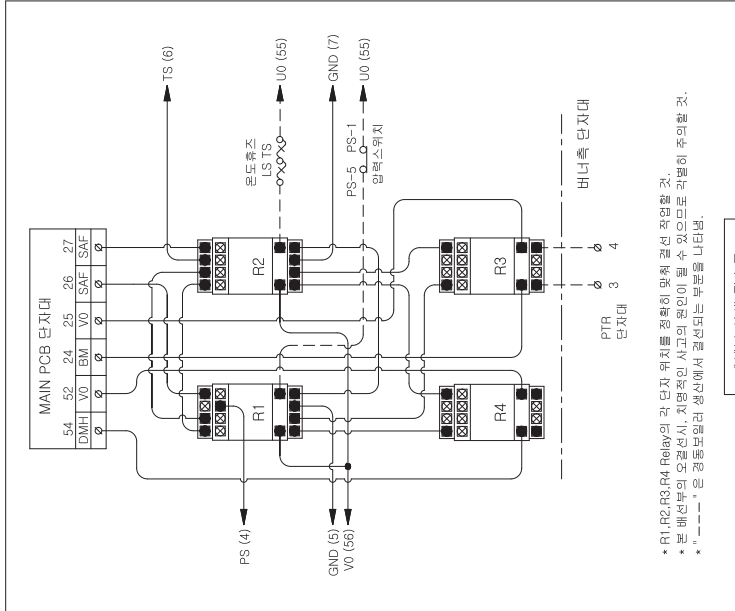 MAIN PCB 단자대
54 52 24 25 26 27
DMH V0 BM V0 SAF SAF
TS (6)
온도휴즈
LS TS
U0 (55)
GND (7)
PS-5 PS-1
압력스위치
U0 (55)
R1
R2
R3
R4
PS (4)
GND (5)
V0 (56)
버너측 단자대
3 4
PTR
단자대
* R1,R2,R3,R4 Relay의 각 단자 위치를 정확히 맞춰 결선 작업할 것.
* 본 배선부의 오결선시, 치명적인 사고의 원인이 될 수 있으므로 각별히 주의할 것.
* "－－－－" 은 경동보일러 생산에서 결선되는 부분을 나타냄.